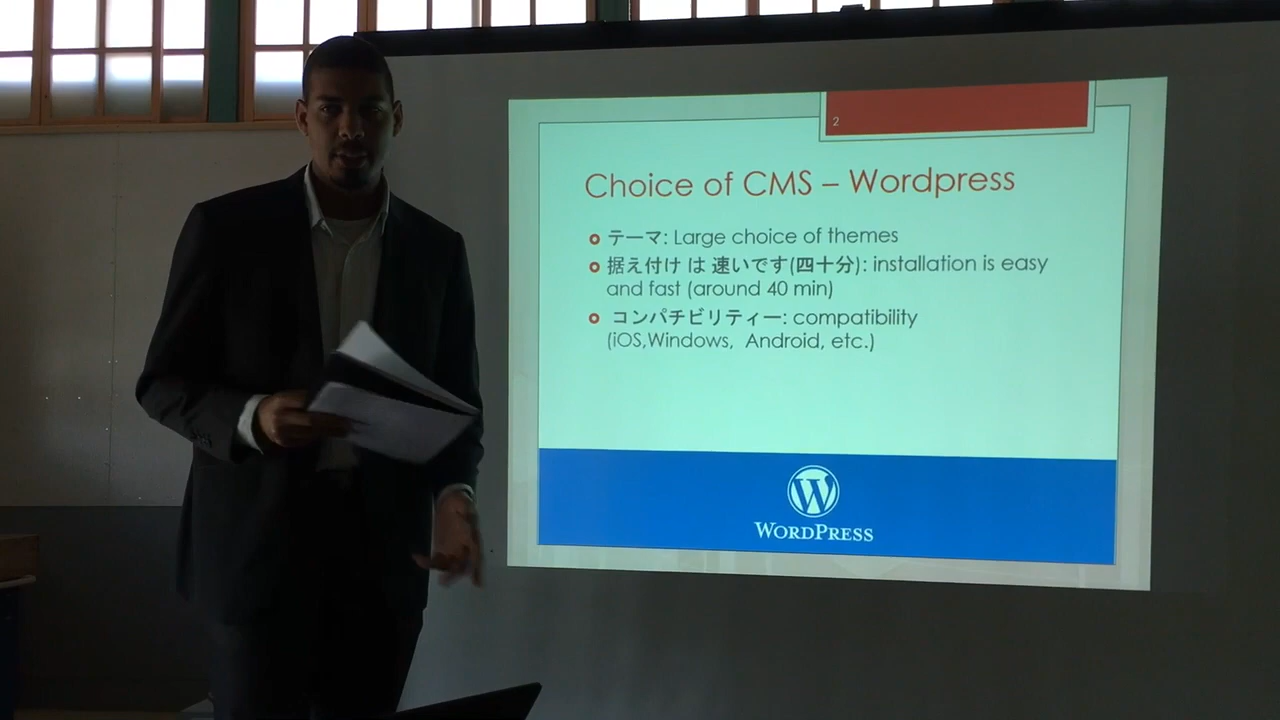 2
Choice of CMS – Wordpress
テーマ: Large choice of themes
据え付け は 速いです(四十分): installation is easy
and fast (around 40 min)
コンパチビリティー: compatibility
(iOS,Windows, Android, etc.)
W
WORDPRESS